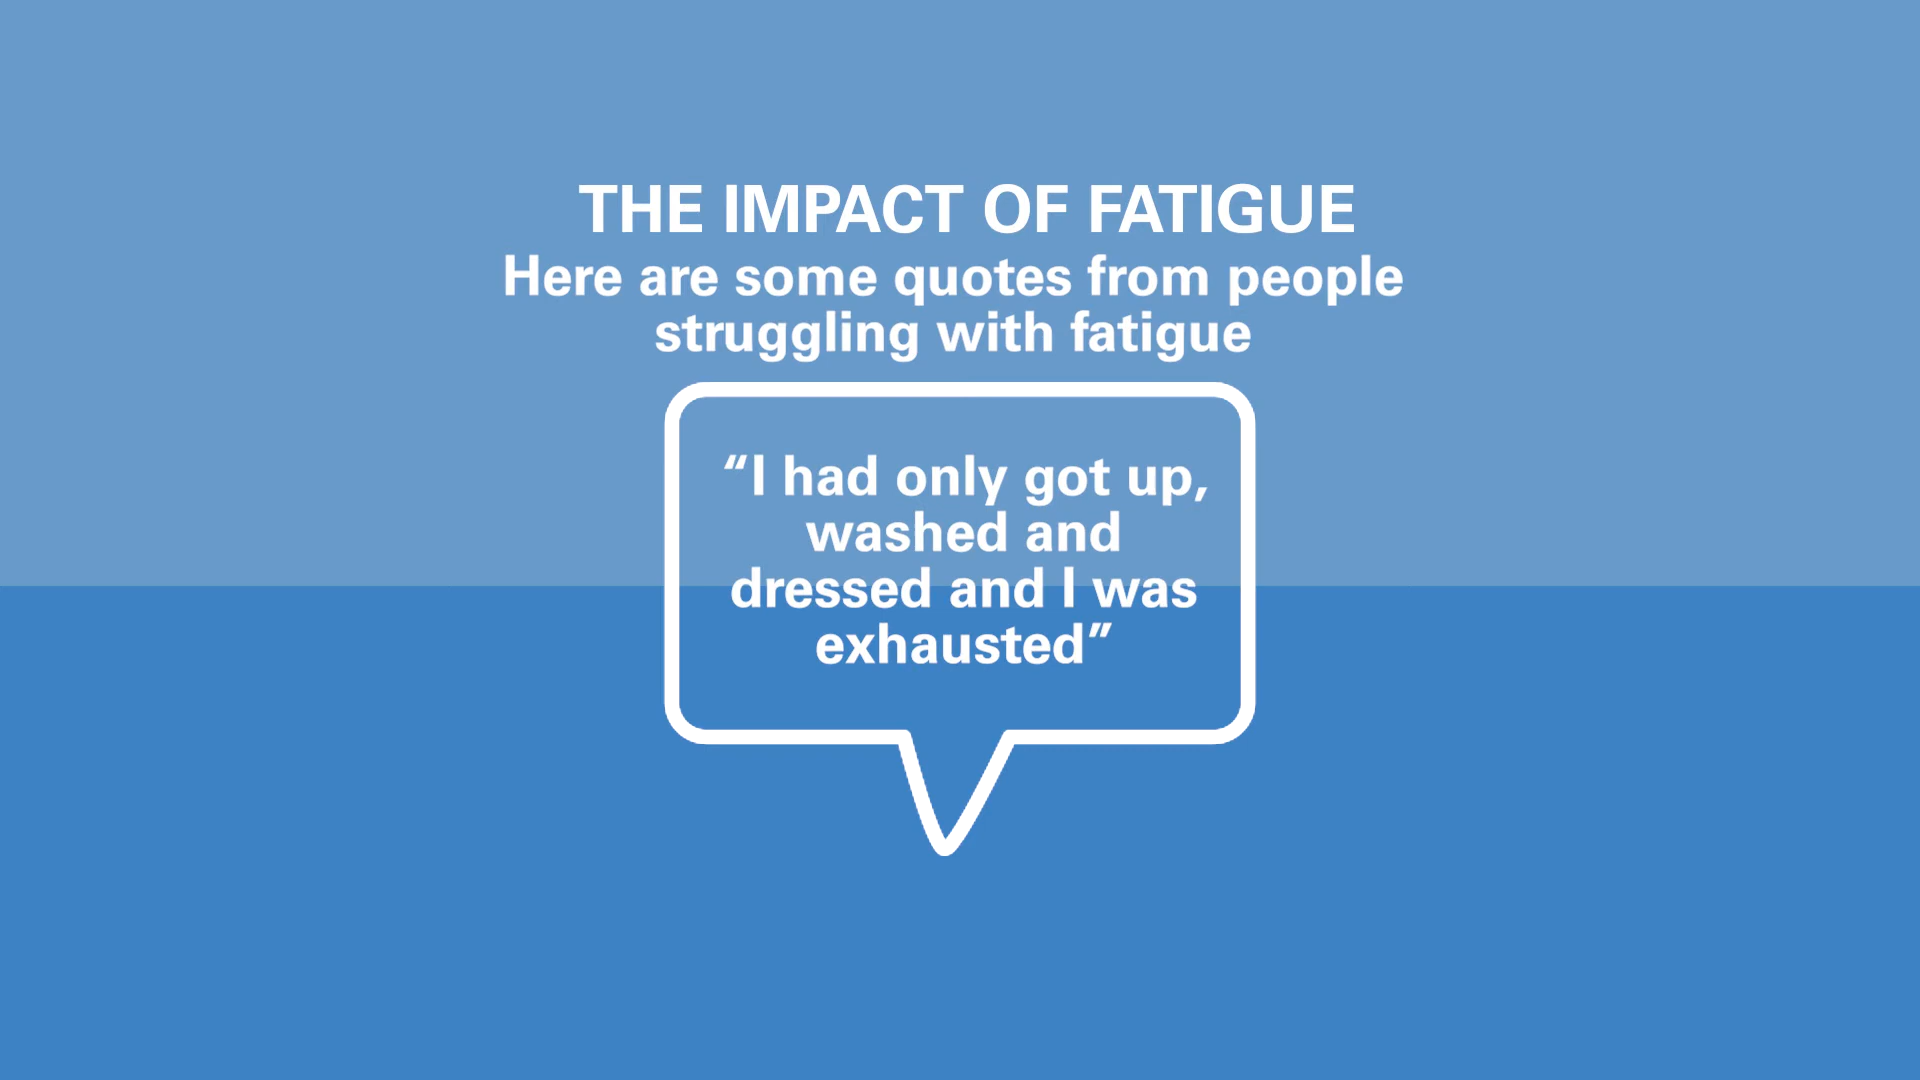 THE IMPACT OF FATIGUE
Here are some quotes from people
struggling with fatigue
“I had only got up,
washed and
dressed and I was
exhausted”